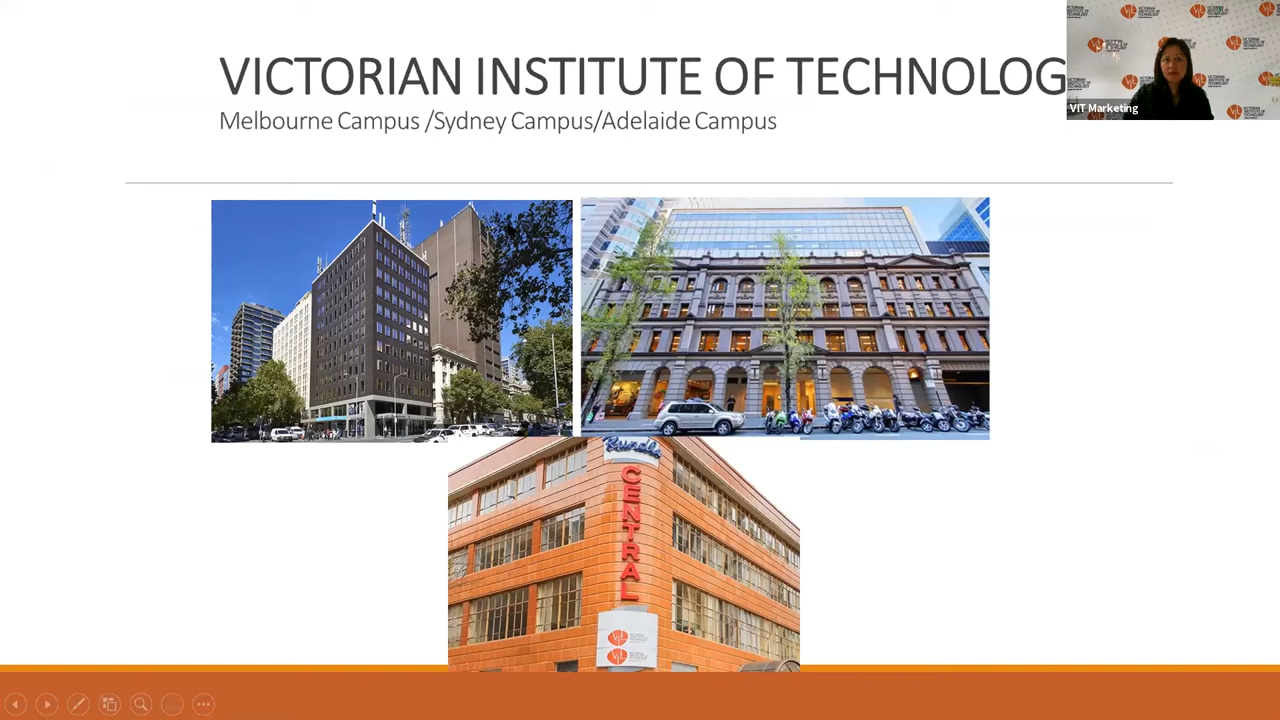 VICTORIAN INSTITUTE OF TECHNOLOG
Melbourne Campus /Sydney Campus/Adelaide Campus
VIT Marketing
Rundle
CENTRAL